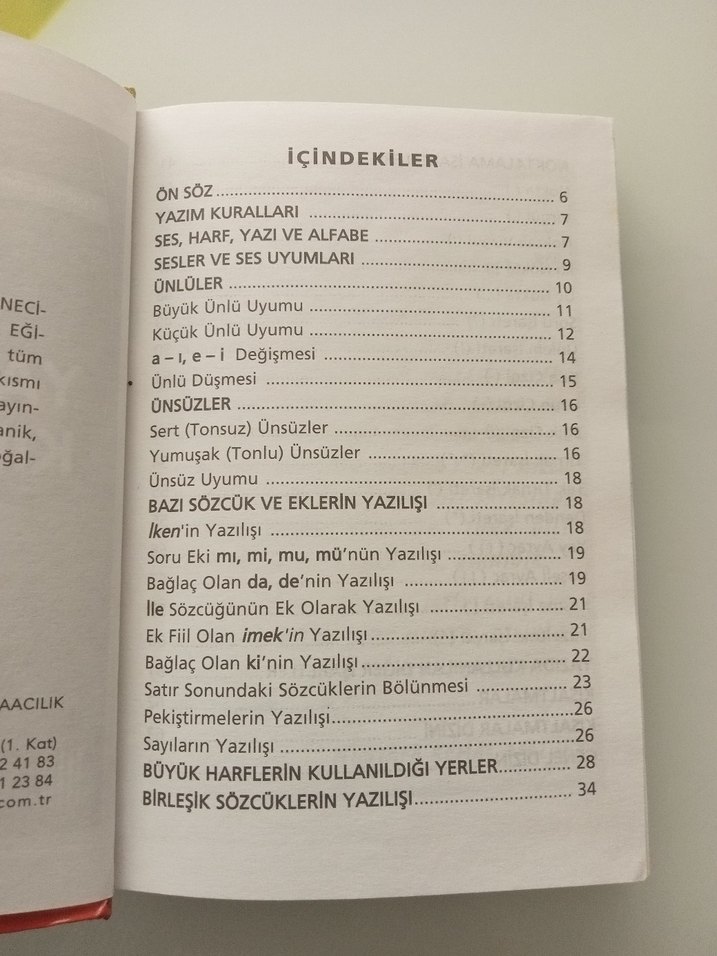 NECİ-
EĞİ-
tüm
kısmı
ayın-
anik,
ğal-
AACILIK
(1. Kat)
2 41 83
1 23 84
com.tr
İÇİNDEKİLER
ÖN SÖZ ........................................ 6
YAZIM KURALLARI ........................................ 7
SES, HARF, YAZI VE ALFABE ........................................ 7
SESLER VE SES UYUMLARI ........................................ 9
ÜNLÜLER ........................................ 10
Büyük Ünlü Uyumu ........................................ 11
Küçük Ünlü Uyumu ........................................ 12
a – ı, e – i Değişmesi ........................................ 14
Ünlü Düşmesi ........................................ 15
ÜNSÜZLER ........................................ 16
Sert (Tonsuz) Ünsüzler ........................................ 16
Yumuşak (Tonlu) Ünsüzler ........................................ 16
Ünsüz Uyumu ........................................ 18
BAZI SÖZCÜK VE EKLERİN YAZILIŞI ........................................ 18
İken'in Yazılışı ........................................ 18
Soru Eki mı, mi, mu, mü'nün Yazılışı ........................................ 19
Bağlaç Olan da, de'nin Yazılışı ........................................ 19
İle Sözcüğünün Ek Olarak Yazılışı ........................................ 21
Ek Fiil Olan imek'in Yazılışı ........................................ 21
Bağlaç Olan ki'nin Yazılışı ........................................ 22
Satır Sonundaki Sözcüklerin Bölünmesi ........................................ 23
Pekiştirmelerin Yazılışı ........................................ 26
Sayıların Yazılışı ........................................ 26
BÜYÜK HARFLERİN KULLANILDIĞI YERLER ........................................ 28
BİRLEŞİK SÖZCÜKLERİN YAZILIŞI ........................................ 34